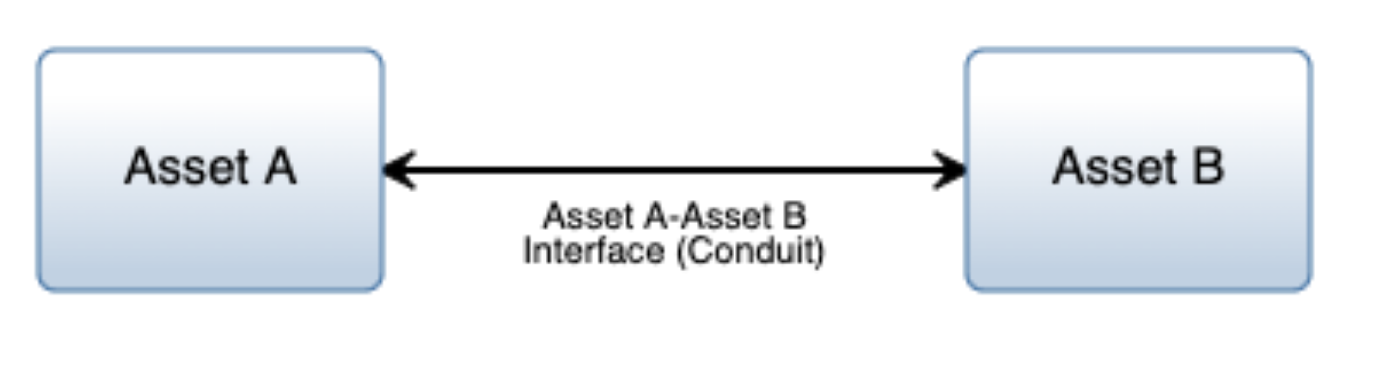 Asset A
Asset A-Asset B
Interface (Conduit)
Asset B